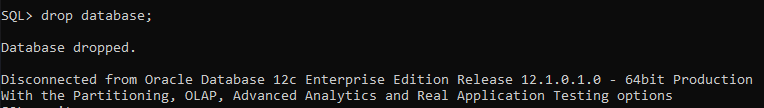 SQL> drop database;
Database dropped.
Disconnected from Oracle Database 12c Enterprise Edition Release 12.1.0.1.0 - 64bit Production
With the Partitioning, OLAP, Advanced Analytics and Real Application Testing options